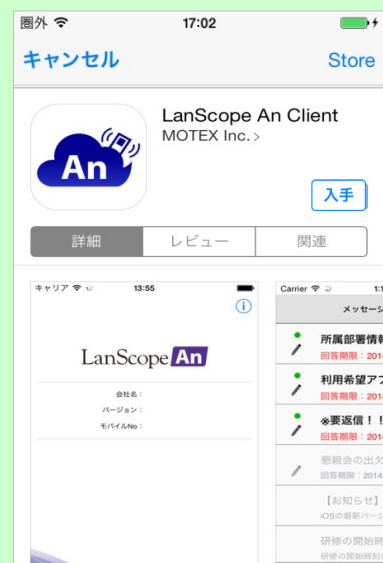 圏外 17:02
キャンセル Store
An
LanScope An Client
MOTEX Inc. >
入手
詳細 レビュー 関連
キャリア 13:55
LanScope An
会社名：
バージョン：
モバイルNo：
Carrier 1:1
メッセージ
所属部署情報
回答期限：2014
利用希望アプ
回答期限：2014
※要返信！！
回答期限：2014
懇親会の出欠
回答期限：2014
【お知らせ】
iOSの最新バージ
研修の開始時
研修の開始時刻